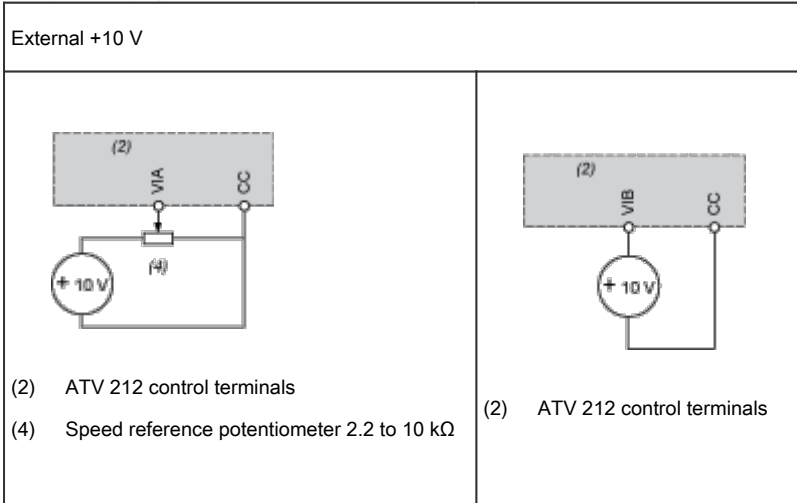 External +10 V
(2)
VIA
CC
(4)
+ 10 V
(2) ATV 212 control terminals
(4) Speed reference potentiometer 2.2 to 10 kΩ
(2)
VIB
CC
+ 10 V
(2) ATV 212 control terminals